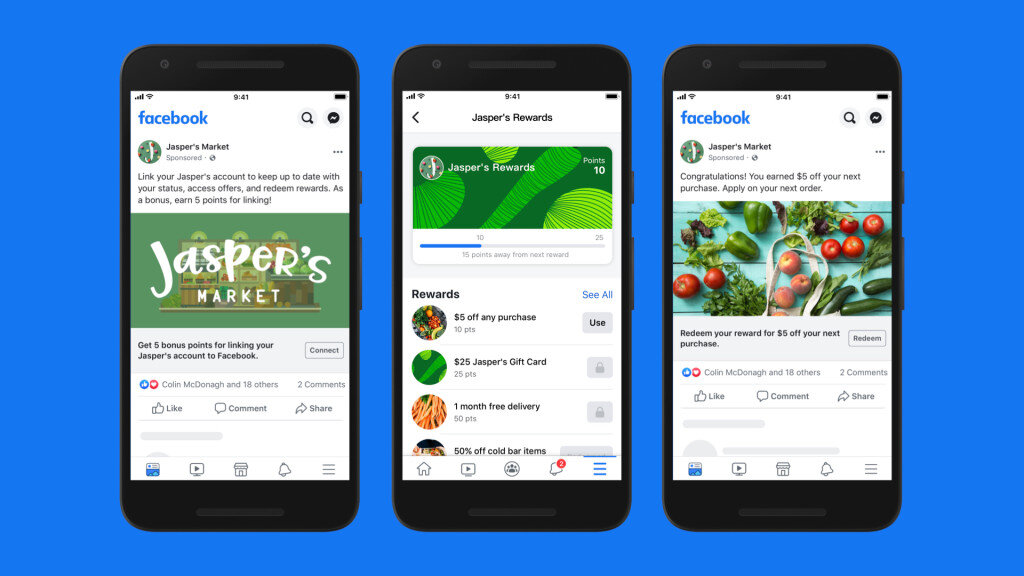 9:41
facebook
Jasper's Market
Sponsored ·
Link your Jasper's account to keep up to date with
your status, access offers, and redeem rewards. As
a bonus, earn 5 points for linking!
Jasper's
MARKET
Get 5 bonus points for linking your
Jasper's account to Facebook.
Connect
Colin McDonagh and 18 others
2 Comments
Like
Comment
Share
9:41
Jasper's Rewards
Jasper's Rewards
Points
10
10
25
15 points away from next reward
Rewards
See All
$5 off any purchase
10 pts
Use
$25 Jasper's Gift Card
25 pts
1 month free delivery
50 pts
50% off cold bar items
2
9:41
facebook
Jasper's Market
Sponsored ·
Congratulations! You earned $5 off your next
purchase. Apply on your next order.
Redeem your reward for $5 off your next
purchase.
Redeem
Colin McDonagh and 18 others
2 Comments
Like
Comment
Share